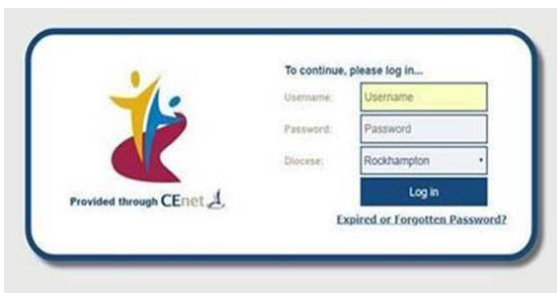 To continue, please log in...
Username: Username
Password: Password
Diocese: Rockhampton
Log in
Expired or Forgotten Password?
Provided through CEnet